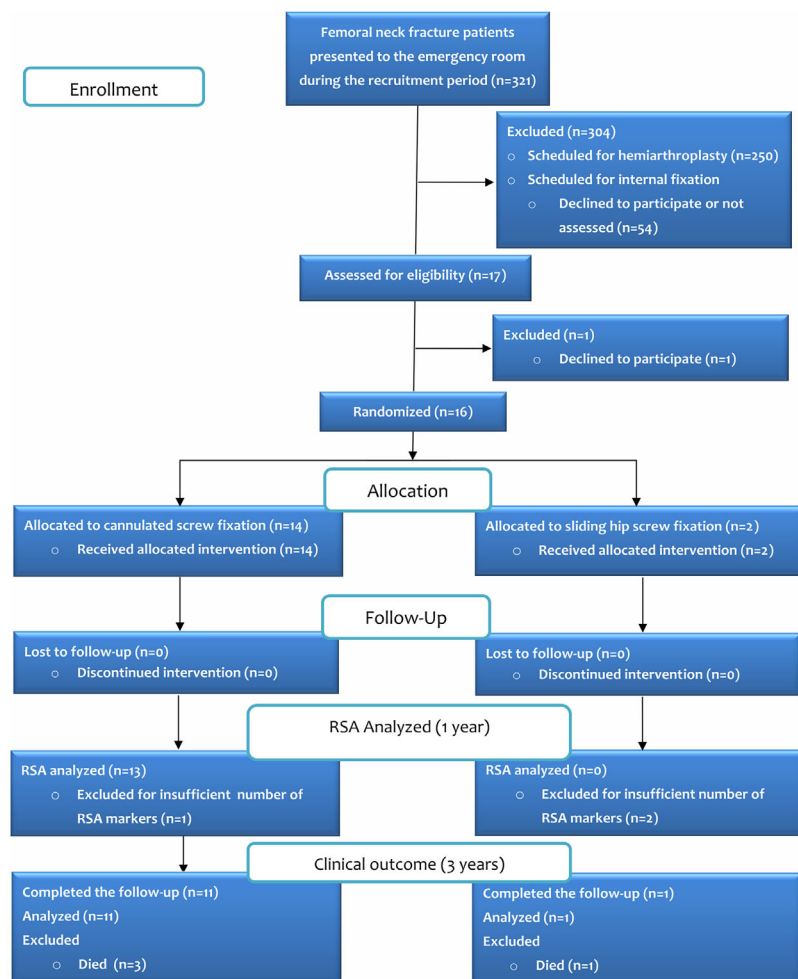 Femoral neck fracture patients
presented to the emergency room
during the recruitment period (n=321)
Enrollment
Excluded (n=304)
○ Scheduled for hemiarthroplasty (n=250)
○ Scheduled for internal fixation
○ Declined to participate or not
assessed (n=54)
Assessed for eligibility (n=17)
Excluded (n=1)
○ Declined to participate (n=1)
Randomized (n=16)
Allocation
Allocated to cannulated screw fixation (n=14)
○ Received allocated intervention (n=14)
Allocated to sliding hip screw fixation (n=2)
○ Received allocated intervention (n=2)
Follow-Up
Lost to follow-up (n=0)
○ Discontinued intervention (n=0)
Lost to follow-up (n=0)
○ Discontinued intervention (n=0)
RSA Analyzed (1 year)
RSA analyzed (n=13)
○ Excluded for insufficient number of
RSA markers (n=1)
RSA analyzed (n=0)
○ Excluded for insufficient number of
RSA markers (n=2)
Clinical outcome (3 years)
Completed the follow-up (n=11)
Analyzed (n=11)
Excluded
○ Died (n=3)
Completed the follow-up (n=1)
Analyzed (n=1)
Excluded
○ Died (n=1)